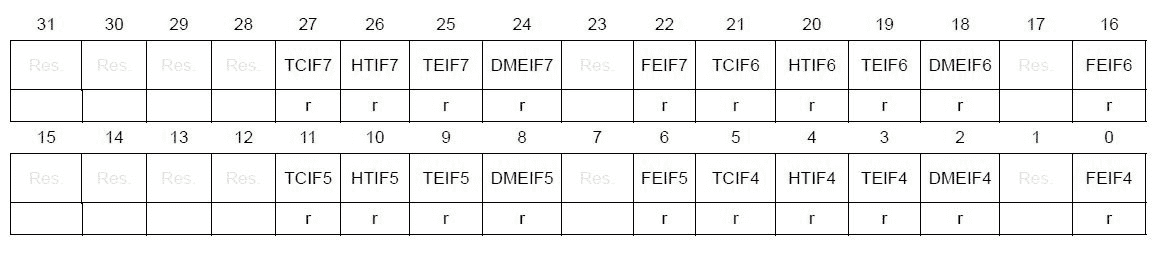 31 30 29 28 27 26 25 24 23 22 21 20 19 18 17 16
Res. Res. Res. Res. TCIF7 HTIF7 TEIF7 DMEIF7 Res. FEIF7 TCIF6 HTIF6 TEIF6 DMEIF6 Res. FEIF6
r r r r r r r r r r
15 14 13 12 11 10 9 8 7 6 5 4 3 2 1 0
Res. Res. Res. Res. TCIF5 HTIF5 TEIF5 DMEIF5 Res. FEIF5 TCIF4 HTIF4 TEIF4 DMEIF4 Res. FEIF4
r r r r r r r r r r